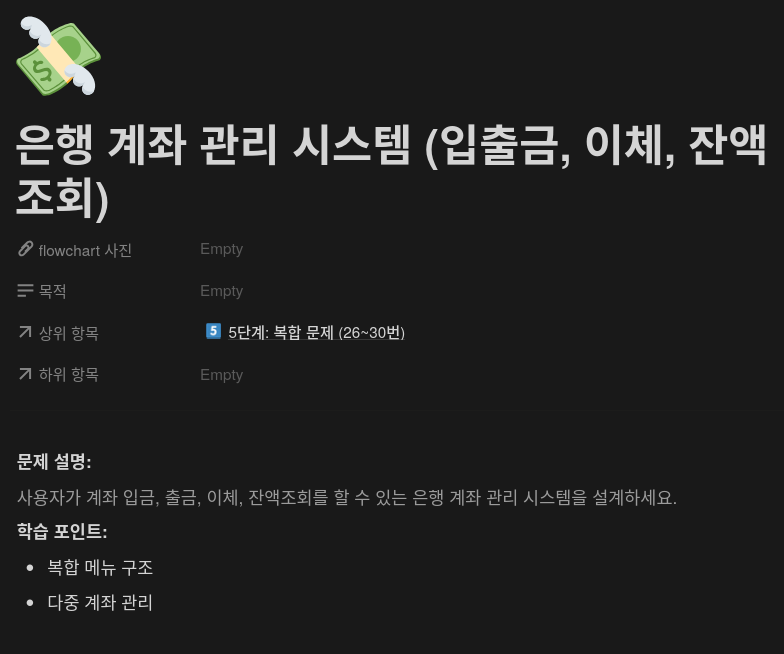 은행 계좌 관리 시스템 (입출금, 이체, 잔액
조회)
flowchart 사진 Empty
목적 Empty
상위 항목 5 5단계: 복합 문제 (26~30번)
하위 항목 Empty
문제 설명:
사용자가 계좌 입금, 출금, 이체, 잔액조회를 할 수 있는 은행 계좌 관리 시스템을 설계하세요.
학습 포인트:
• 복합 메뉴 구조
• 다중 계좌 관리